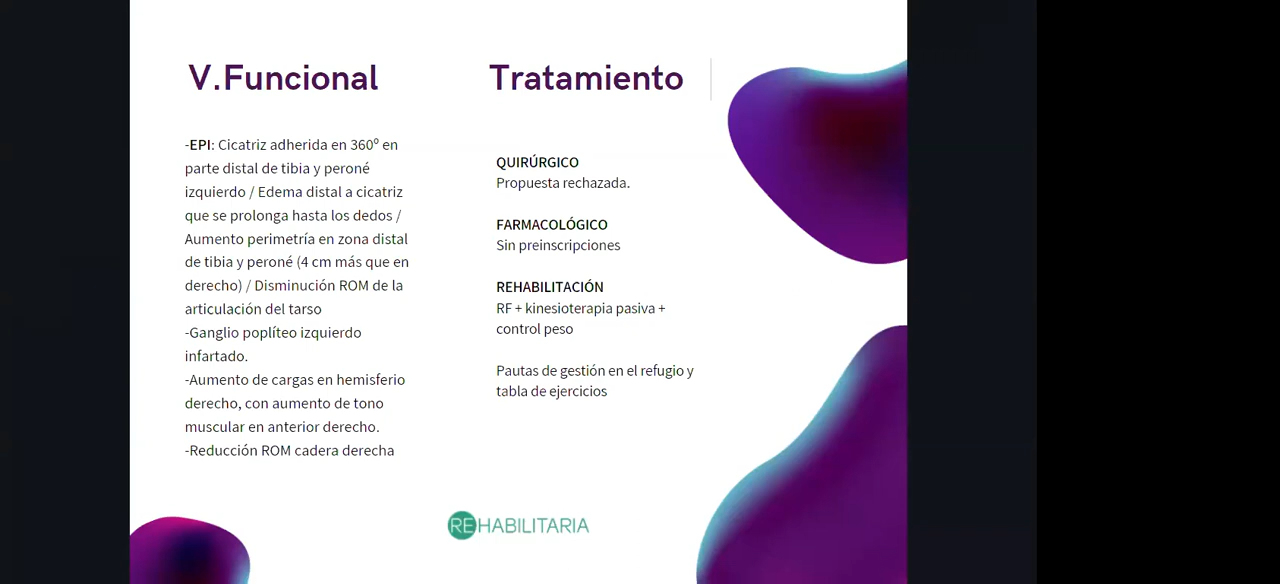 V.Funcional
-EPI: Cicatriz adherida en 360º en
parte distal de tibia y peroné
izquierdo / Edema distal a cicatriz
que se prolonga hasta los dedos /
Aumento perimetría en zona distal
de tibia y peroné (4 cm más que en
derecho) / Disminución ROM de la
articulación del tarso
-Ganglio poplíteo izquierdo
infartado.
-Aumento de cargas en hemisferio
derecho, con aumento de tono
muscular en anterior derecho.
-Reducción ROM cadera derecha
Tratamiento
QUIRÚRGICO
Propuesta rechazada.
FARMACOLÓGICO
Sin preinscripciones
REHABILITACIÓN
RF + kinesioterapia pasiva +
control peso
Pautas de gestión en el refugio y
tabla de ejercicios
REHABILITARIA